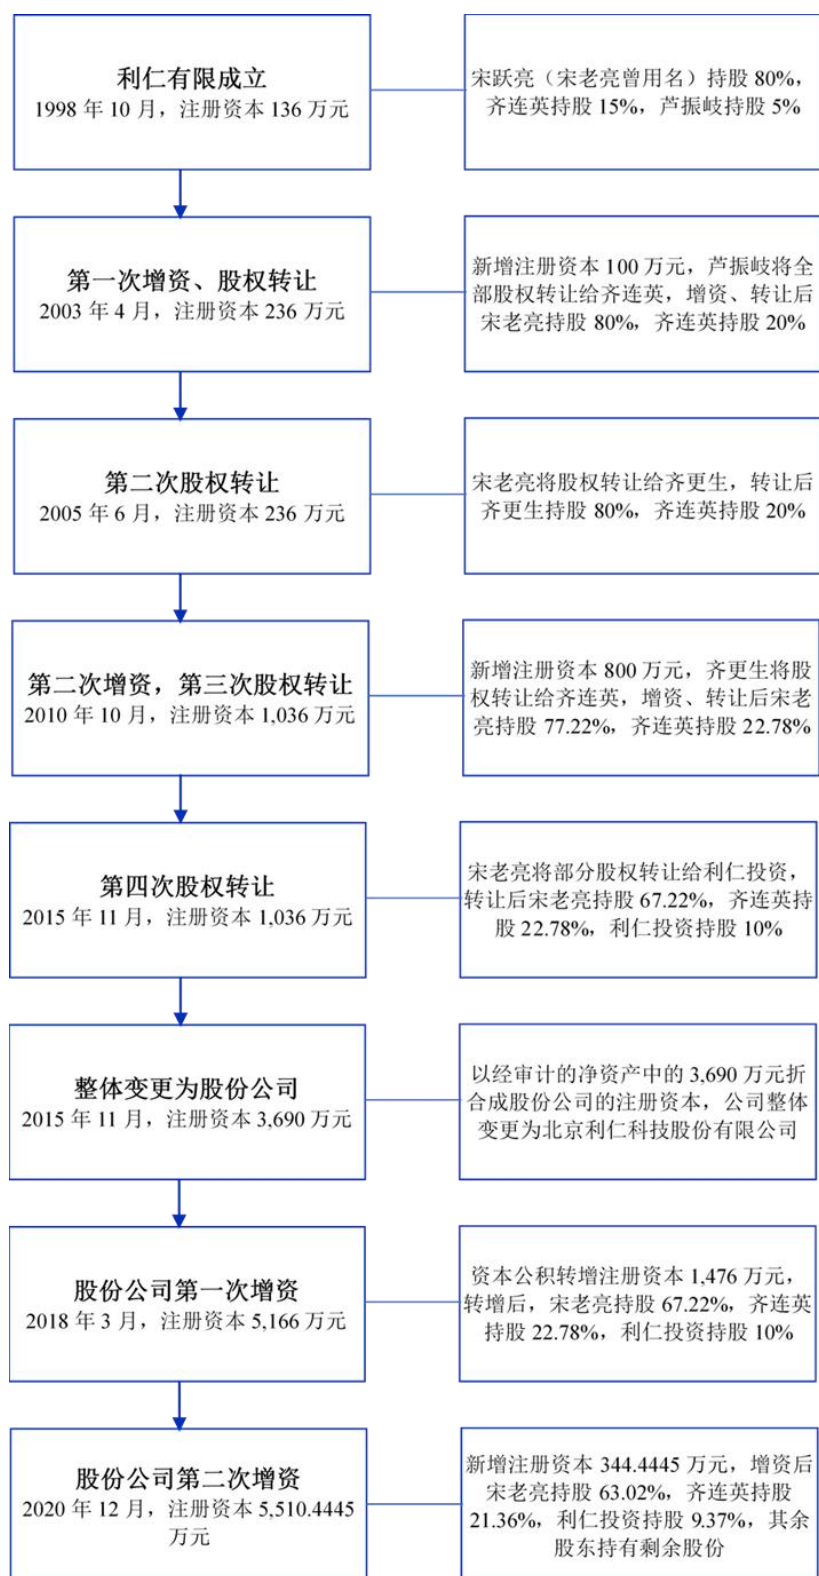 利仁有限成立
1998 年 10 月，注册资本 136 万元
宋跃亮（宋老亮曾用名）持股 80%，
齐连英持股 15%，芦振岐持股 5%
第一次增资、股权转让
2003 年 4 月，注册资本 236 万元
新增注册资本 100 万元，芦振岐将全
部股权转让给齐连英，增资、转让后
宋老亮持股 80%，齐连英持股 20%
第二次股权转让
2005 年 6 月，注册资本 236 万元
宋老亮将股权转让给齐更生，转让后
齐更生持股 80%，齐连英持股 20%
第二次增资，第三次股权转让
2010 年 10 月，注册资本 1,036 万元
新增注册资本 800 万元，齐更生将股
权转让给齐连英，增资、转让后宋老
亮持股 77.22%，齐连英持股 22.78%
第四次股权转让
2015 年 11 月，注册资本 1,036 万元
宋老亮将部分股权转让给利仁投资，
转让后宋老亮持股 67.22%，齐连英持
股 22.78%，利仁投资持股 10%
整体变更为股份公司
2015 年 11 月，注册资本 3,690 万元
以经审计的净资产中的 3,690 万元折
合成股份公司的注册资本，公司整体
变更为北京利仁科技股份有限公司
股份公司第一次增资
2018 年 3 月，注册资本 5,166 万元
资本公积转增注册资本 1,476 万元，
转增后，宋老亮持股 67.22%，齐连英
持股 22.78%，利仁投资持股 10%
股份公司第二次增资
2020 年 12 月，注册资本 5,510.4445
万元
新增注册资本 344.4445 万元，增资后
宋老亮持股 63.02%，齐连英持股
21.36%，利仁投资持股 9.37%，其余
股东持有剩余股份